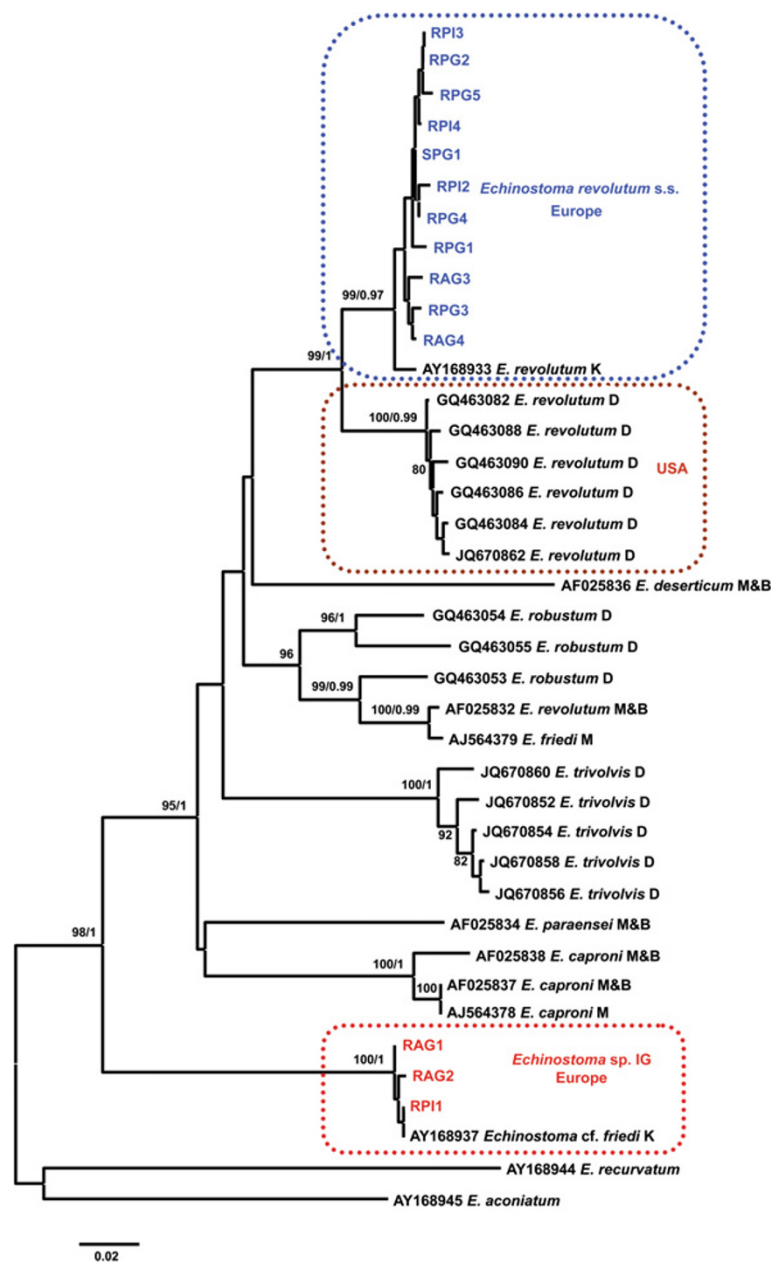 RPI3
RPG2
RPG5
RPI4
SPG1
RPI2
Echinostoma revolutum s.s.
Europe
RPG4
RPG1
RAG3
99/0.97
RPG3
RAG4
99/1
AY168933 E. revolutum K
GQ463082 E. revolutum D
100/0.99
GQ463088 E. revolutum D
GQ463090 E. revolutum D
USA
80
GQ463086 E. revolutum D
GQ463084 E. revolutum D
JQ670862 E. revolutum D
AF025836 E. deserticum M&B
96/1
GQ463054 E. robustum D
GQ463055 E. robustum D
96
99/0.99
GQ463053 E. robustum D
100/0.99
AF025832 E. revolutum M&B
AJ564379 E. friedi M
JQ670860 E. trivolvis D
100/1
JQ670852 E. trivolvis D
95/1
92
JQ670854 E. trivolvis D
82
JQ670858 E. trivolvis D
JQ670856 E. trivolvis D
AF025834 E. paraensei M&B
98/1
AF025838 E. caproni M&B
100/1
AF025837 E. caproni M&B
100
AJ564378 E. caproni M
RAG1
100/1
Echinostoma sp. IG
Europe
RAG2
RPI1
AY168937 Echinostoma cf. friedi K
AY168944 E. recurvatum
AY168945 E. aconiatum
0.02